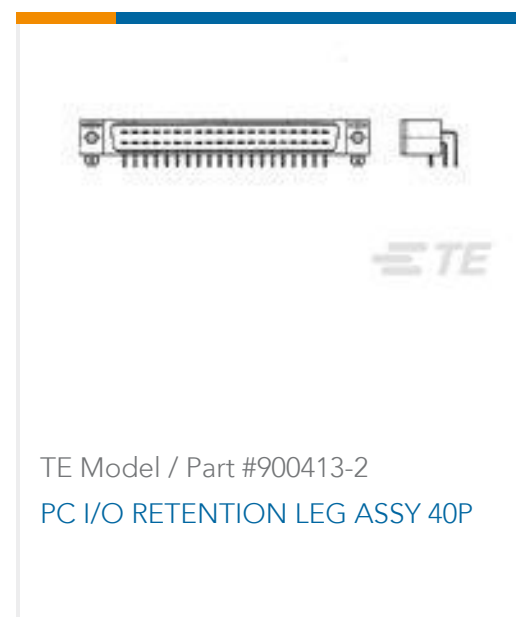 TE
TE Model / Part #900413-2
PC I/O RETENTION LEG ASSY 40P